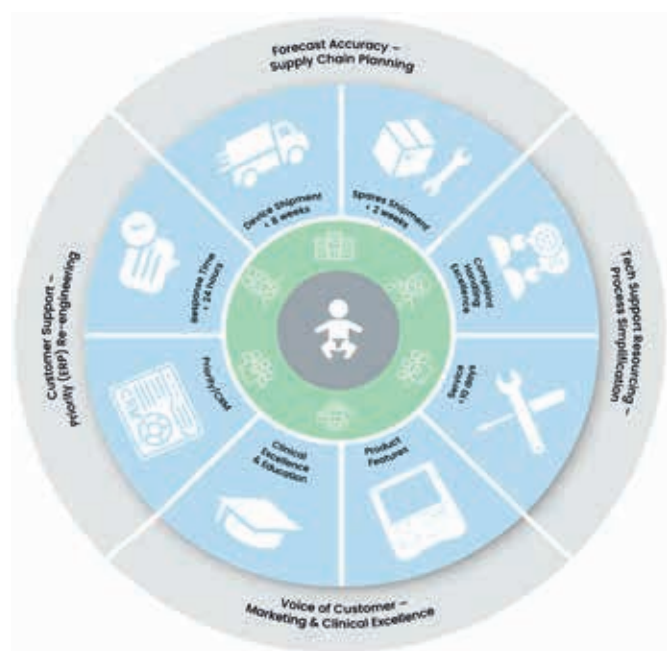 Forecast Accuracy –
Supply Chain Planning
Device Shipment
< 8 weeks
Spares Shipment
< 2 weeks
Complaint
Handling
Excellence
Tech Support Resourcing –
Process Simplification
Service
<10 days
Product
Features
Voice of Customer –
Marketing & Clinical Excellence
Clinical
Excellence
& Education
Priority/CRM
Customer Support –
Priority (ERP) Re-engineering
Response Time
< 24 hours